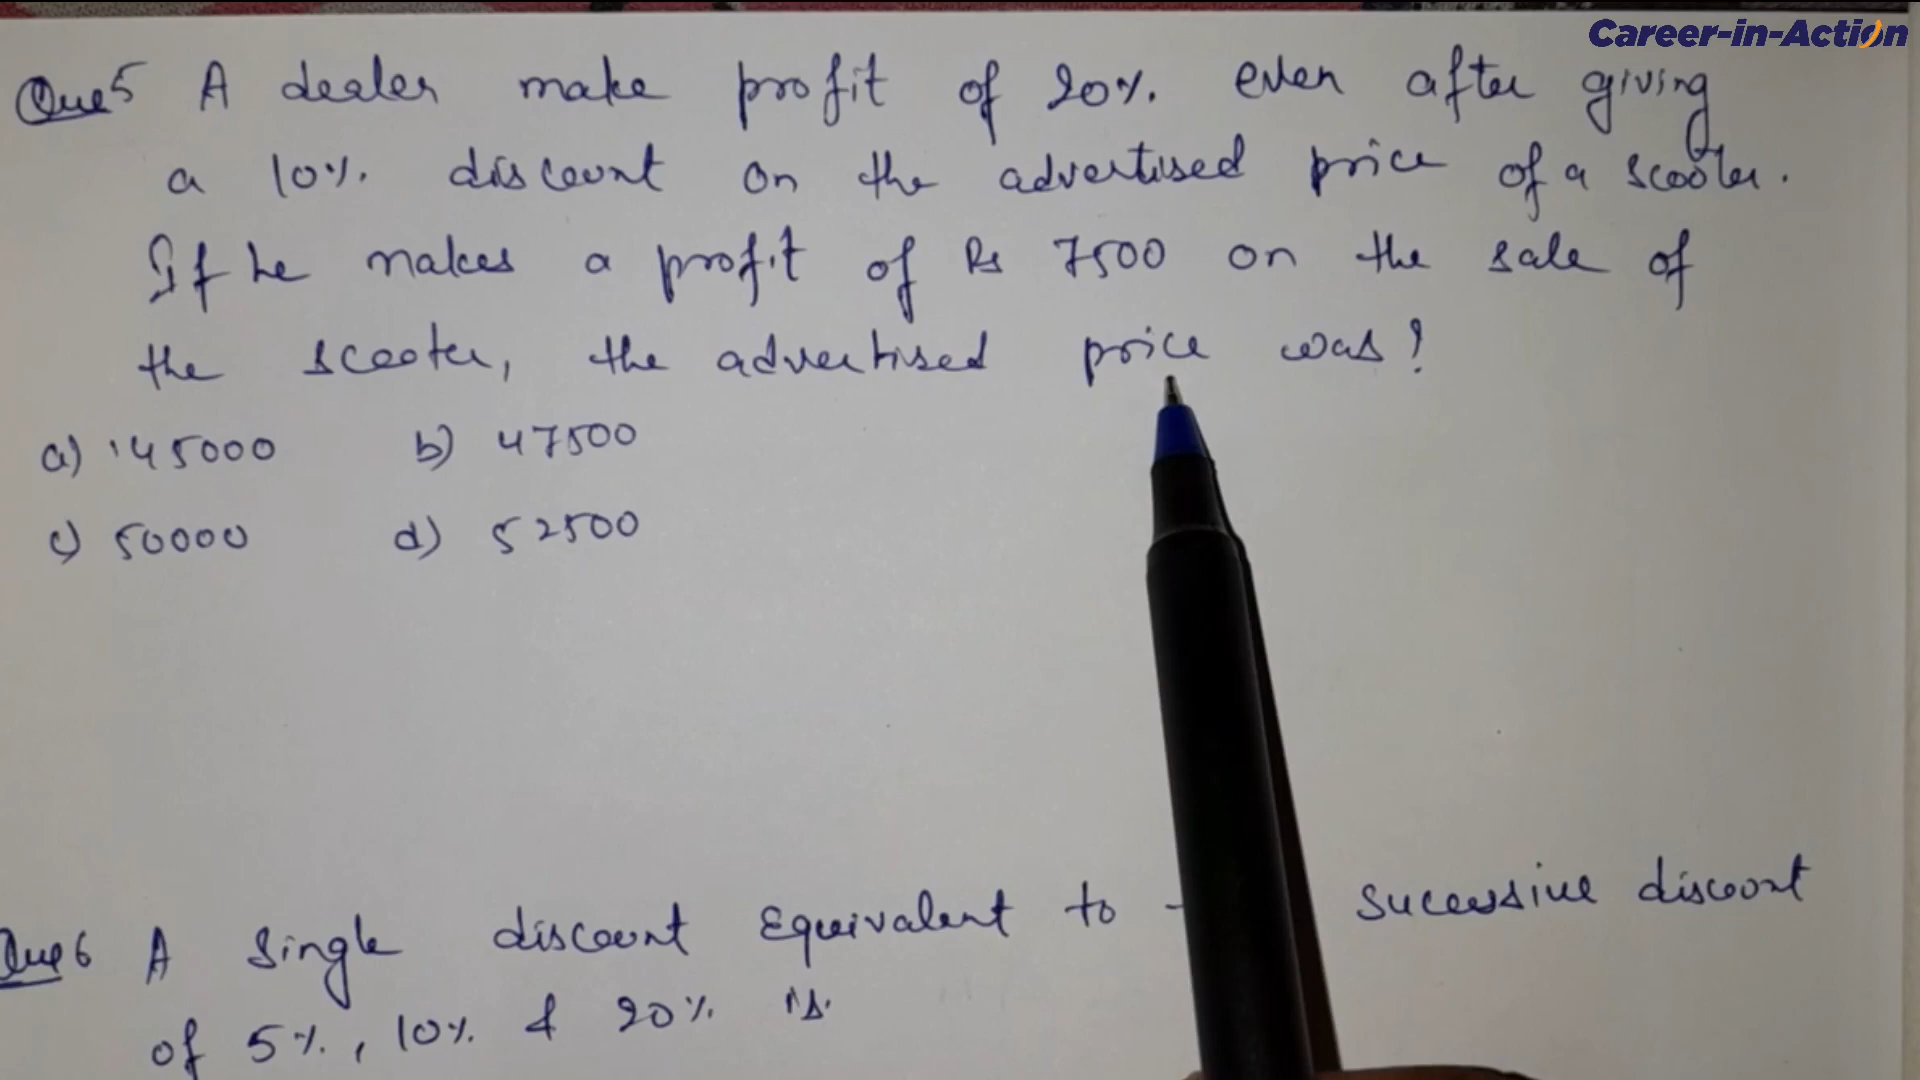 Career-in-Action
Que5 A dealer make profit of 20%. even after giving
a 10%. discount on the advertised price of a scooter.
If he makes a profit of Rs 7500 on the sale of
the scooter, the advertised price was?
a) 45000 b) 47500
c) 50000 d) 52500
Que6 A Single discount Equivalent to sucessive discount
of 5%, 10% & 20% is.